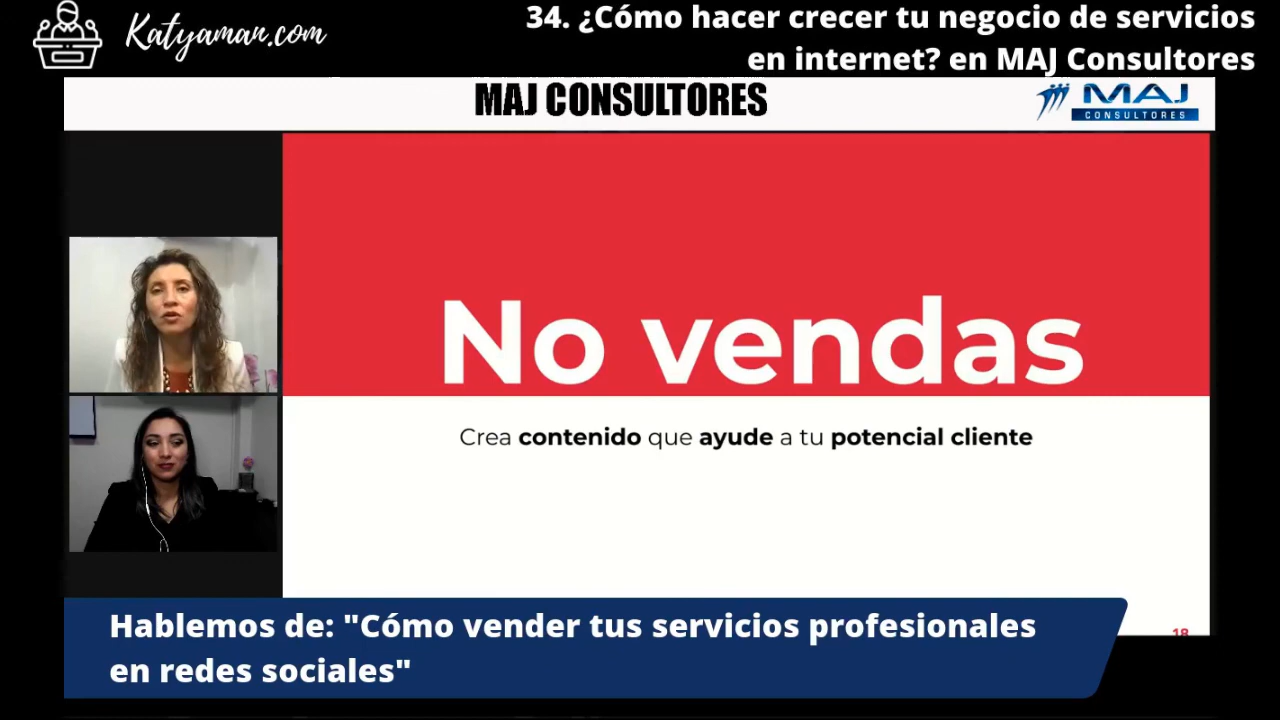 Katyaman.com
34. ¿Cómo hacer crecer tu negocio de servicios
en internet? en MAJ Consultores
MAJ CONSULTORES
MAJ
CONSULTORES
No vendas
Crea contenido que ayude a tu potencial cliente
18
Hablemos de: "Cómo vender tus servicios profesionales
en redes sociales"